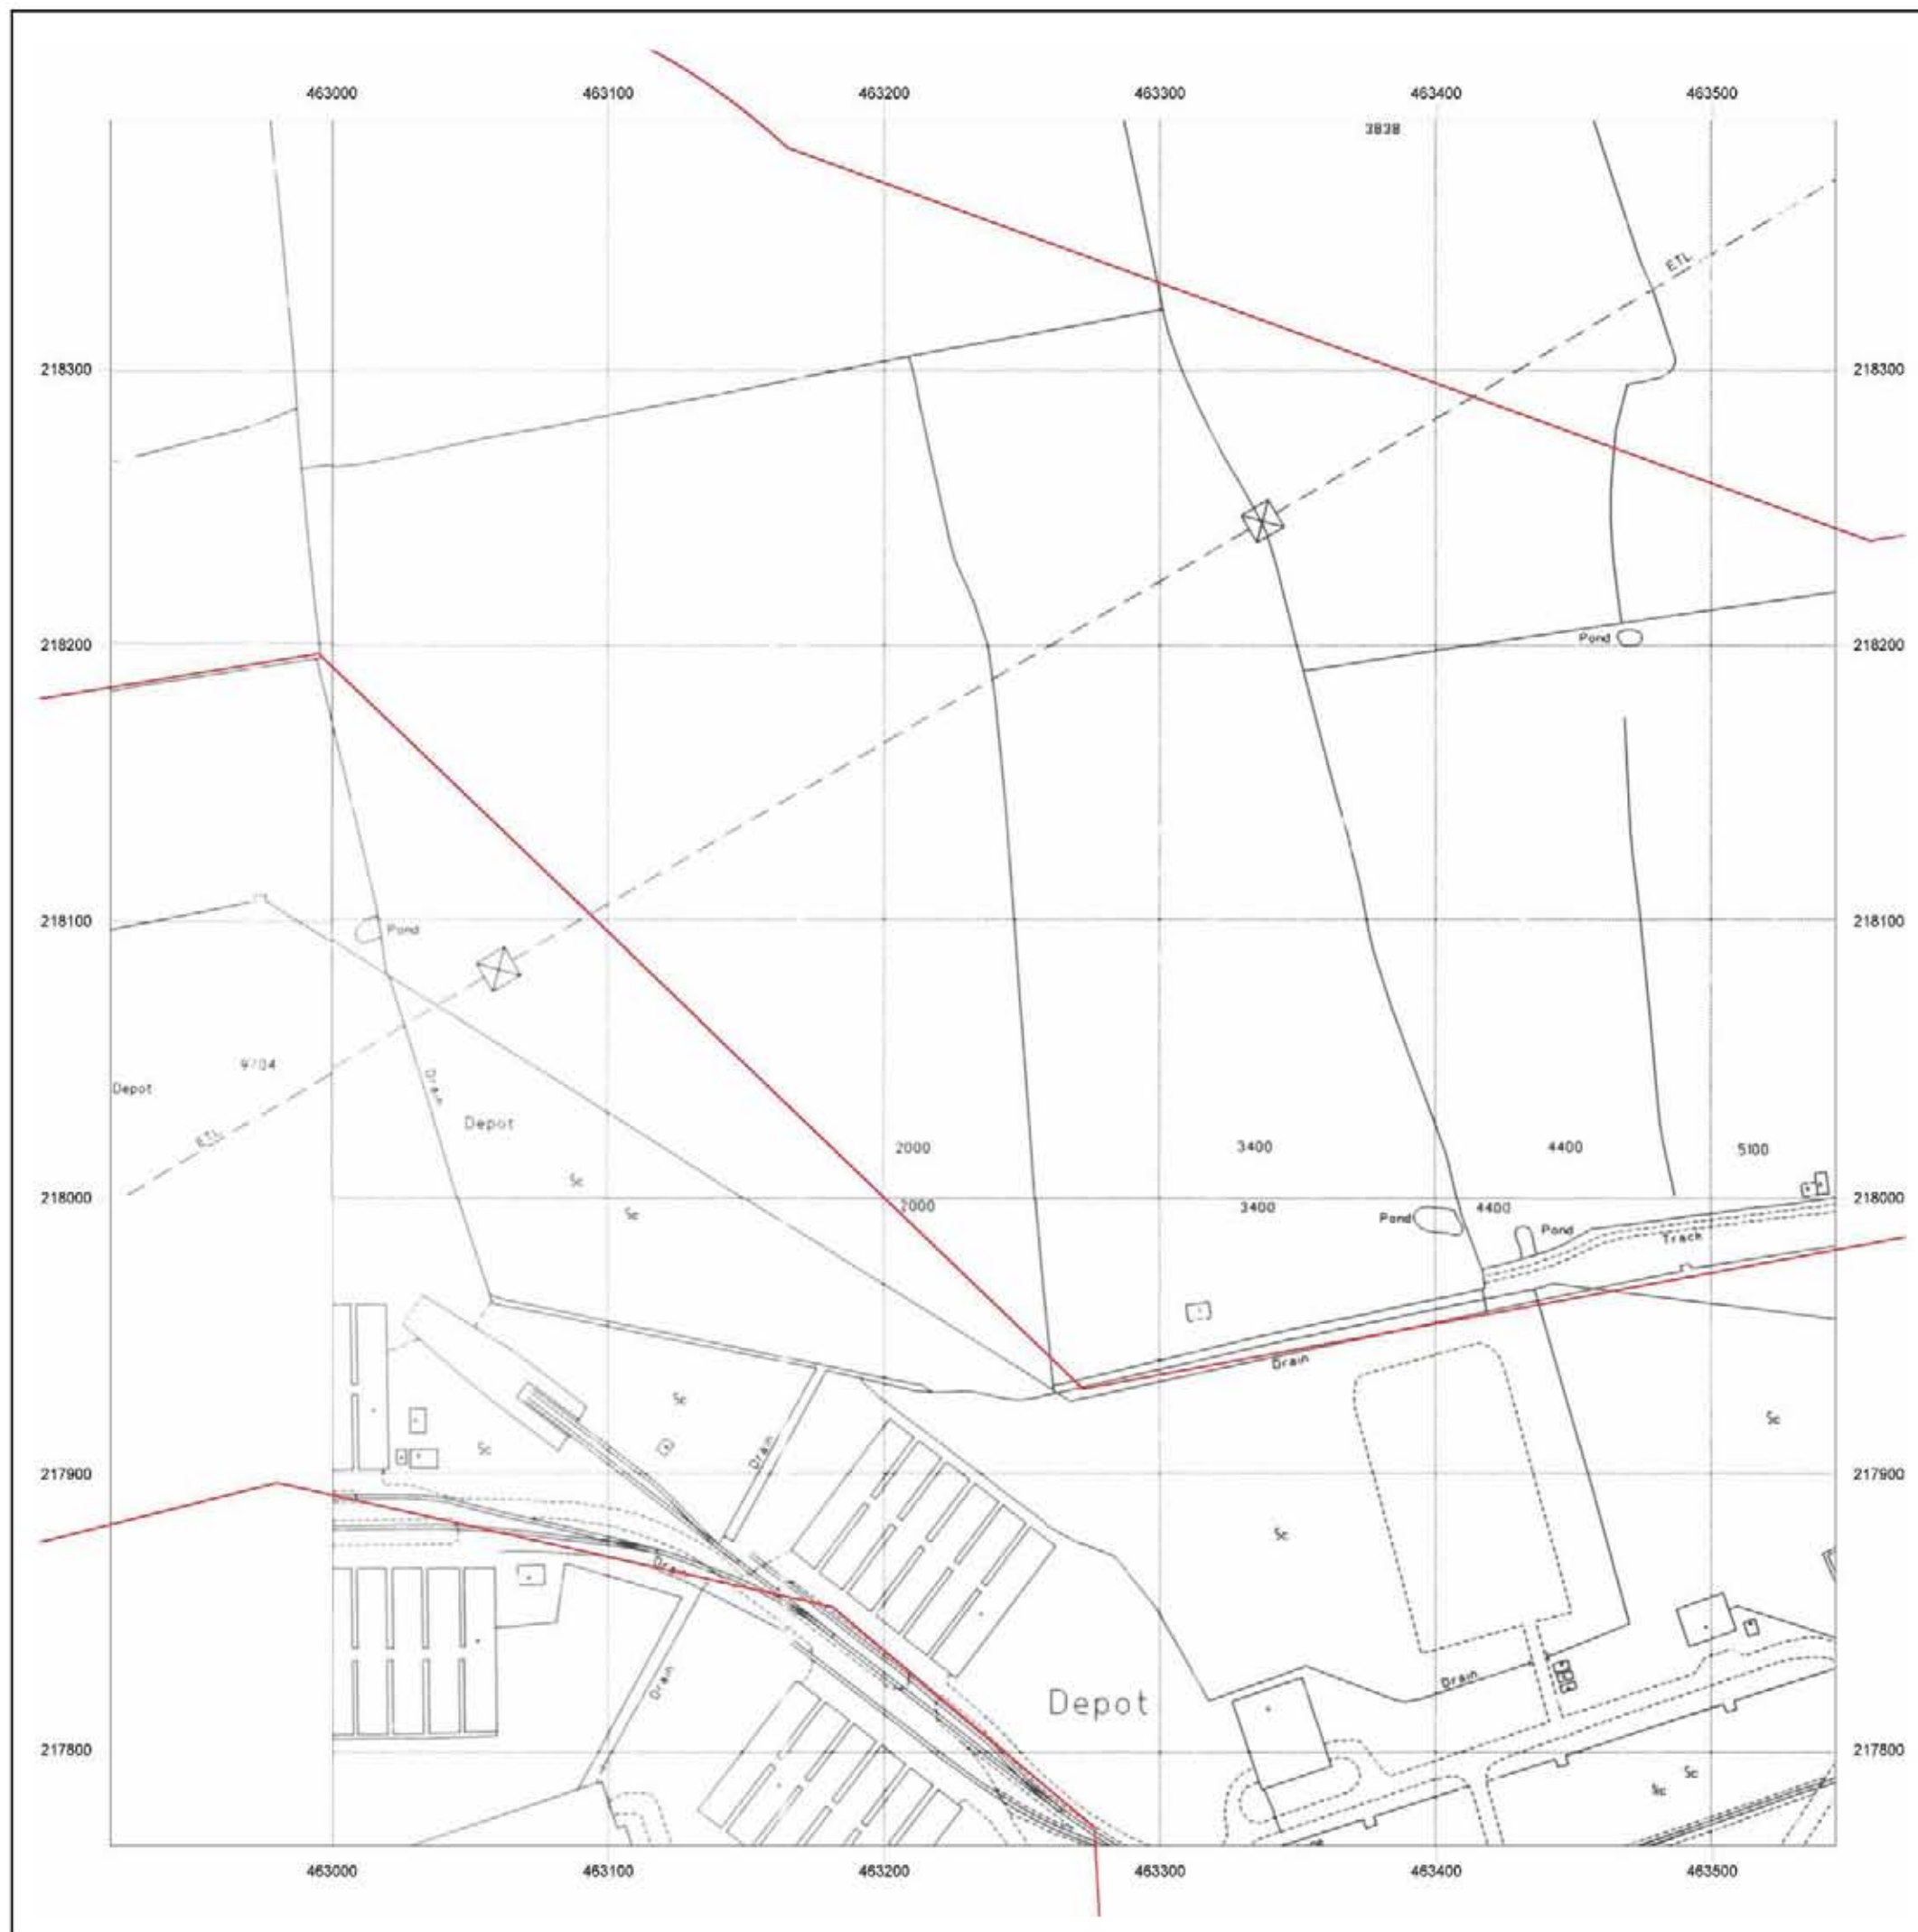 463000 463100 463200 463300 463400 463500
3838
ETL
218300 218300
218200 Pond 218200
218100 Pond 218100
9704
Depot
Drain
Depot
ETL
2000 3400 4400 5100
Sc
218000 218000
2000 3400 4400
Sc
Pond
Pond
Track
Drain
Sc
Sc
Sc
Drain
217900 217900
Sc
Drain
Drain
Drain
Depot
217800 217800
Sc
Sc
463000 463100 463200 463300 463400 463500